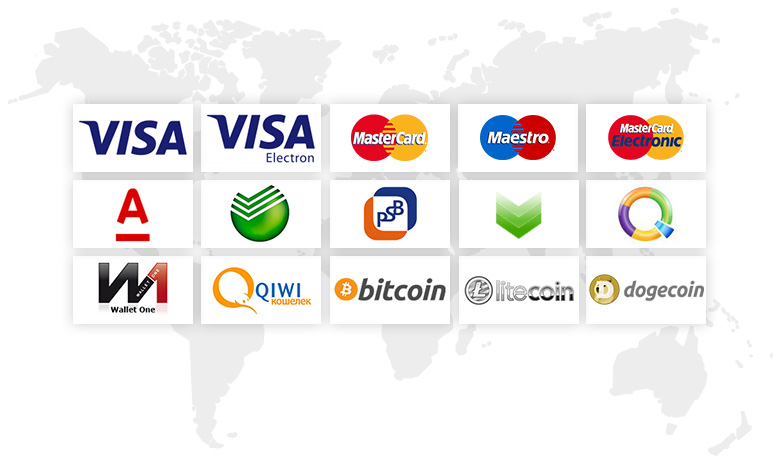 VISA
VISA
Electron
MasterCard
Maestro
MasterCard
Electronic
A
PSB
Q
W1
WALLET ONE
Wallet One
QIWI
КОШЕЛЕК
bitcoin
litecoin
dogecoin